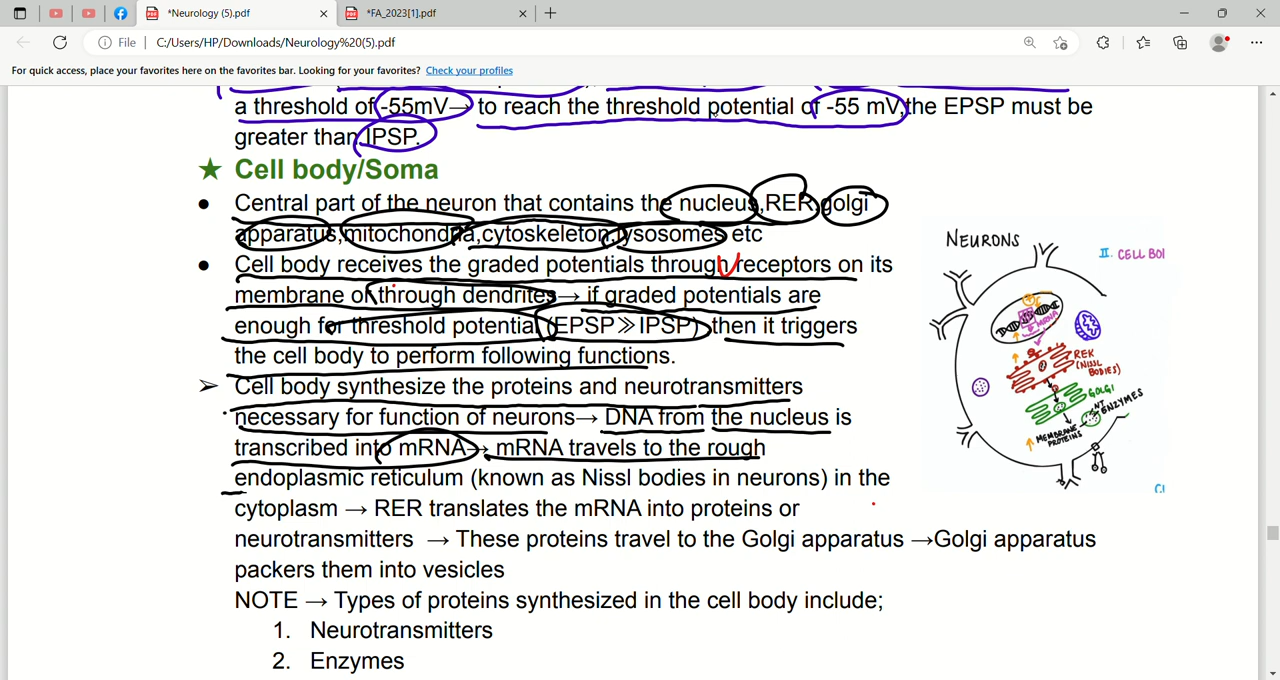 *Neurology (5).pdf
*FA_2023[1].pdf
File
C:/Users/HP/Downloads/Neurology%20(5).pdf
For quick access, place your favorites here on the favorites bar. Looking for your favorites? Check your profiles
a threshold of -55mV→ to reach the threshold potential of -55 mV,the EPSP must be
greater than IPSP.
★ Cell body/Soma
● Central part of the neuron that contains the nucleus,RER,golgi
apparatus,mitochondria,cytoskeleton,lysosomes etc
● Cell body receives the graded potentials through receptors on its
membrane or through dendrites→ if graded potentials are
enough for threshold potential (EPSP≫IPSP), then it triggers
the cell body to perform following functions.
➢ Cell body synthesize the proteins and neurotransmitters
necessary for function of neurons→ DNA from the nucleus is
transcribed into mRNA→ mRNA travels to the rough
endoplasmic reticulum (known as Nissl bodies in neurons) in the
cytoplasm → RER translates the mRNA into proteins or
neurotransmitters → These proteins travel to the Golgi apparatus →Golgi apparatus
packers them into vesicles
NOTE → Types of proteins synthesized in the cell body include;
1. Neurotransmitters
2. Enzymes
NEURONS
II. CELL BO
mRNA
RER
(NISSL
BODIES)
GOLGI
NT
ENZYMES
MEMBRANE
PROTEINS